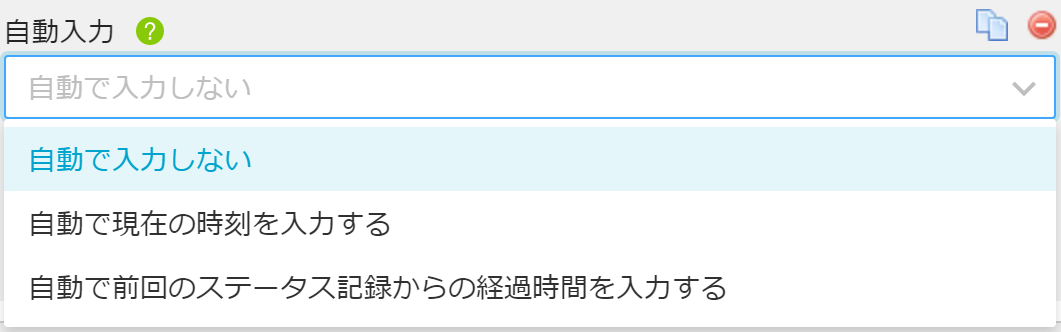 自動入力 ?
自動で入力しない
自動で入力しない
自動で現在の時刻を入力する
自動で前回のステータス記録からの経過時間を入力する